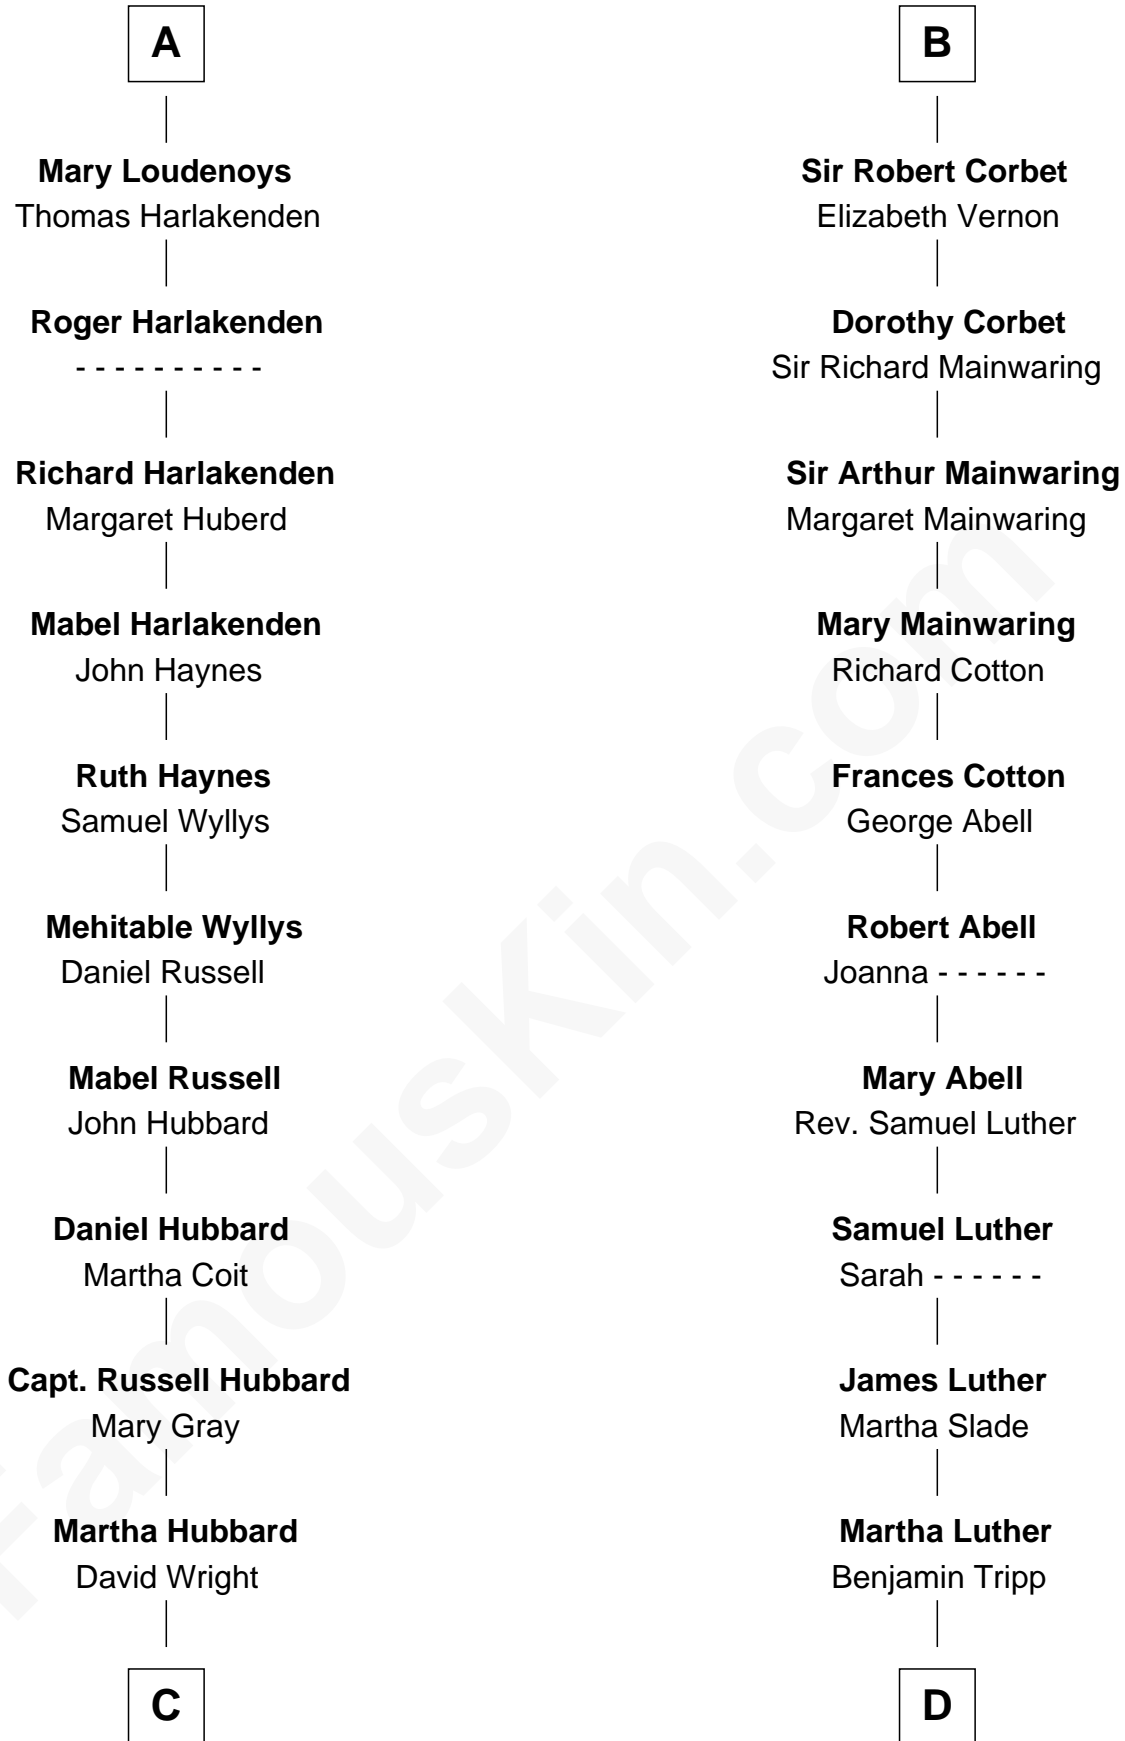 A
Mary Loudenoys
Thomas Harlakenden
Roger Harlakenden
- - - - - - - - - -
Richard Harlakenden
Margaret Huberd
Mabel Harlakenden
John Haynes
Ruth Haynes
Samuel Wyllys
Mehitable Wyllys
Daniel Russell
Mabel Russell
John Hubbard
Daniel Hubbard
Martha Coit
Capt. Russell Hubbard
Mary Gray
Martha Hubbard
David Wright
C
B
Sir Robert Corbet
Elizabeth Vernon
Dorothy Corbet
Sir Richard Mainwaring
Sir Arthur Mainwaring
Margaret Mainwaring
Mary Mainwaring
Richard Cotton
Frances Cotton
George Abell
Robert Abell
Joanna - - - - - -
Mary Abell
Rev. Samuel Luther
Samuel Luther
Sarah - - - - - -
James Luther
Martha Slade
Martha Luther
Benjamin Tripp
D
FamousKin.com